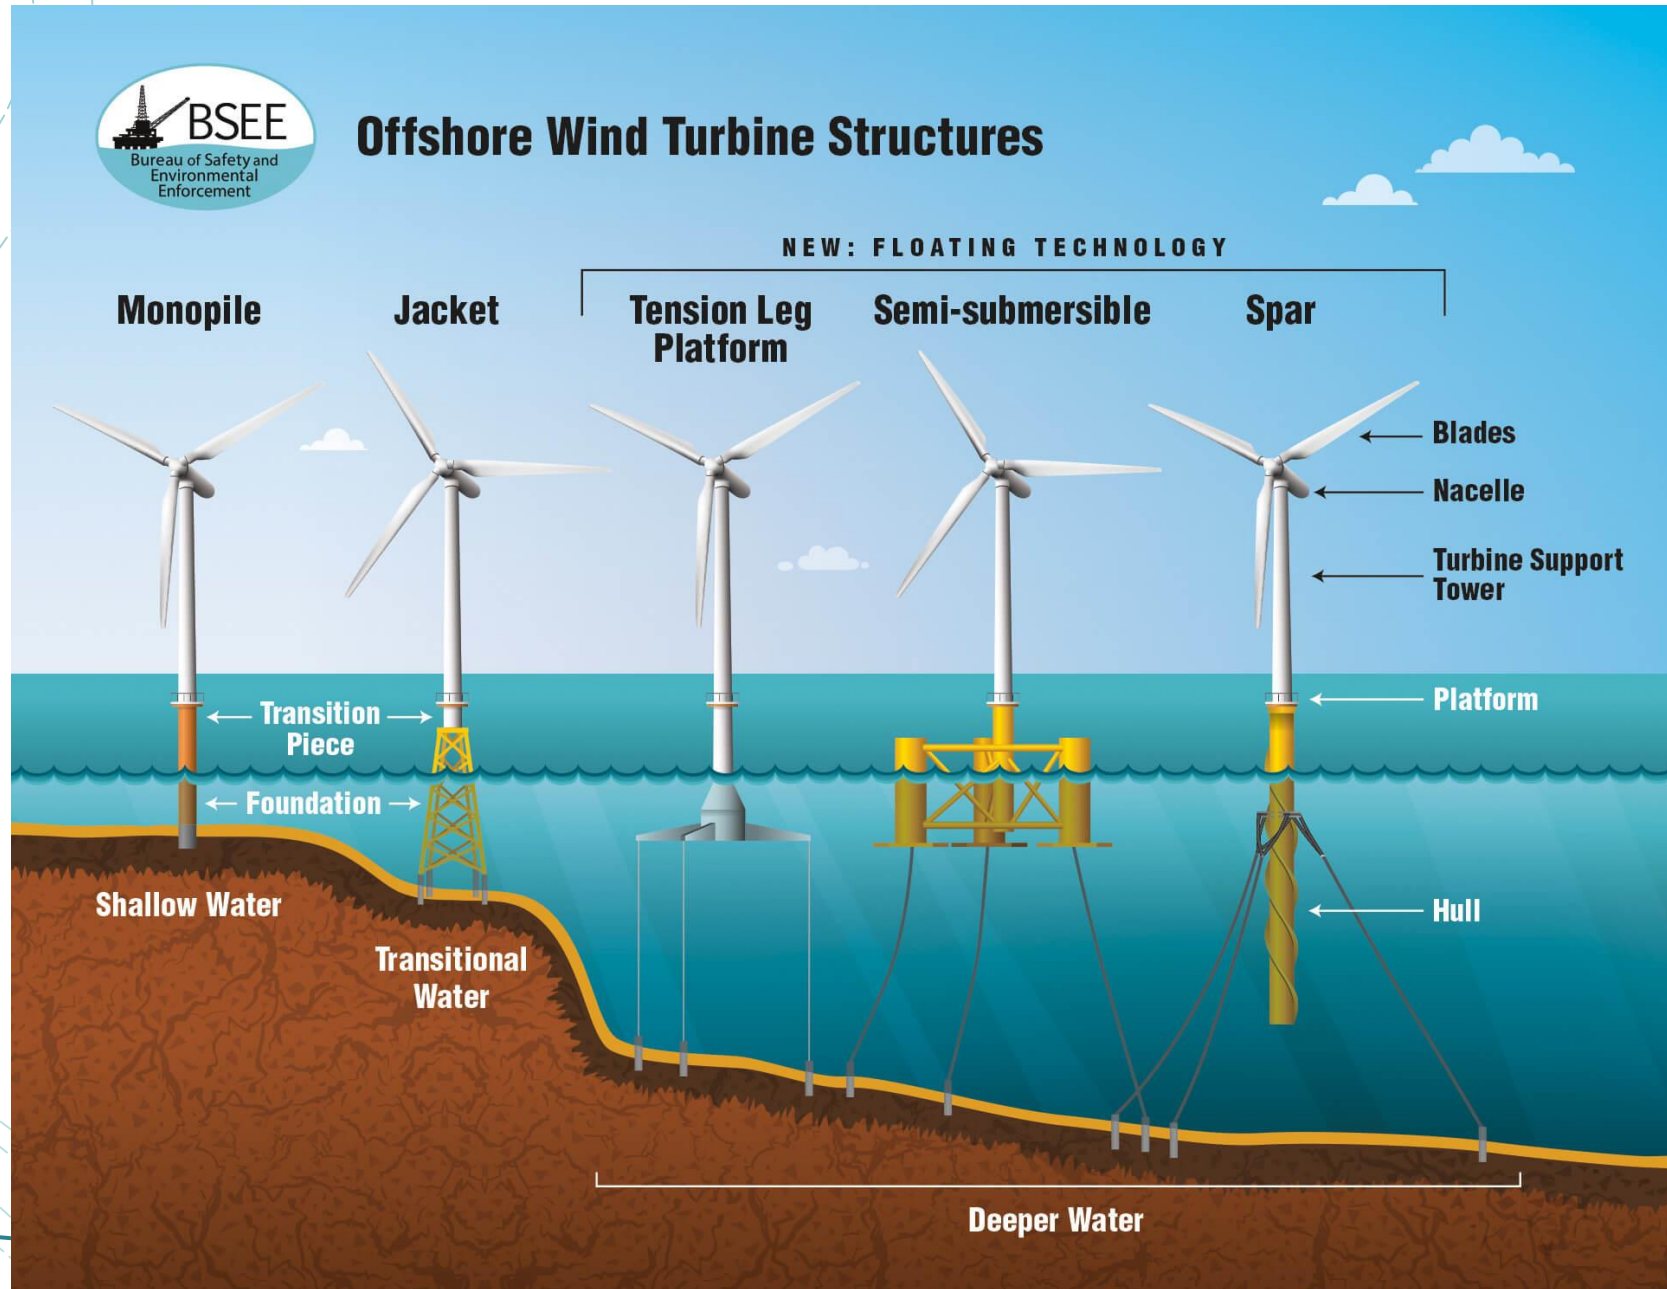 BSEE
Bureau of Safety and
Environmental
Enforcement
Offshore Wind Turbine Structures
NEW: FLOATING TECHNOLOGY
Monopile
Jacket
Tension Leg
Platform
Semi-submersible
Spar
Blades
Nacelle
Turbine Support
Tower
Platform
Transition
Piece
Foundation
Shallow Water
Hull
Transitional
Water
Deeper Water